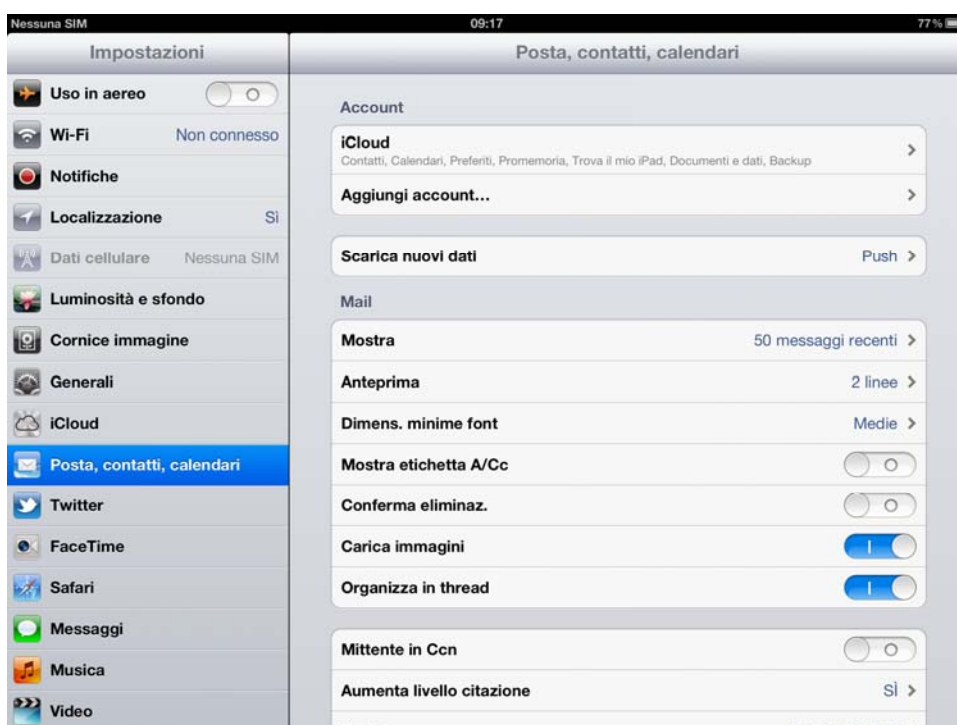 Nessuna SIM 09:17 77%
Impostazioni
Uso in aereo
Wi-Fi Non connesso
Notifiche
Localizzazione Sì
Dati cellulare Nessuna SIM
Luminosità e sfondo
Cornice immagine
Generali
iCloud
Posta, contatti, calendari
Twitter
FaceTime
Safari
Messaggi
Musica
Video
Posta, contatti, calendari
Account
iCloud
Contatti, Calendari, Preferiti, Promemoria, Trova il mio iPad, Documenti e dati, Backup
Aggiungi account...
Scarica nuovi dati Push
Mail
Mostra 50 messaggi recenti
Anteprima 2 linee
Dimens. minime font Medie
Mostra etichetta A/Cc
Conferma eliminaz.
Carica immagini
Organizza in thread
Mittente in Ccn
Aumenta livello citazione SÌ